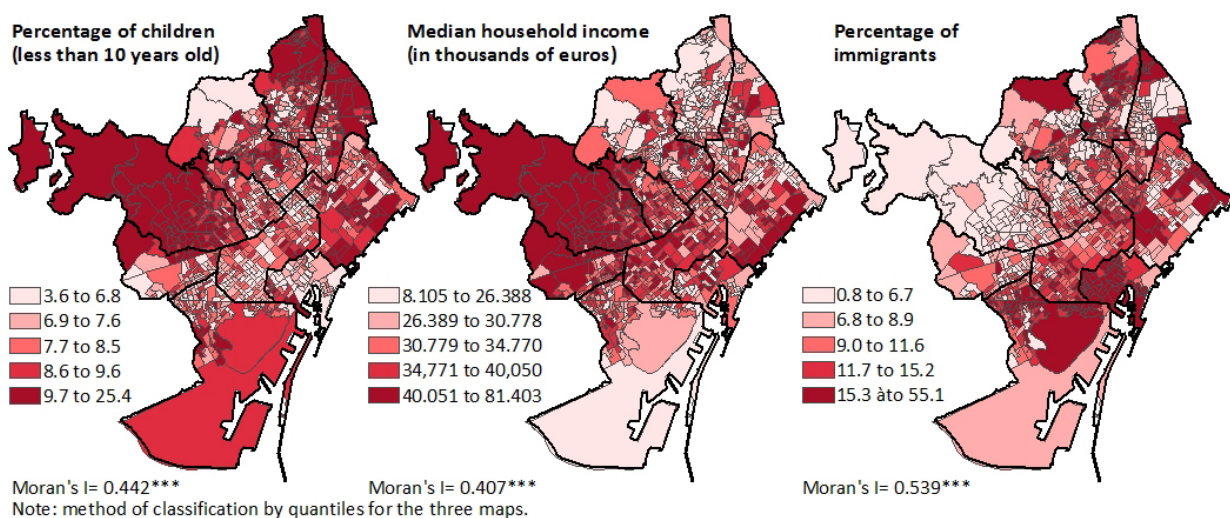 Percentage of children
(less than 10 years old)
3.6 to 6.8
6.9 to 7.6
7.7 to 8.5
8.6 to 9.6
9.7 to 25.4
Moran's I= 0.442***
Median household income
(in thousands of euros)
8.105 to 26.388
26.389 to 30.778
30.779 to 34.770
34,771 to 40,050
40.051 to 81.403
Moran's I= 0.407***
Percentage of
immigrants
0.8 to 6.7
6.8 to 8.9
9.0 to 11.6
11.7 to 15.2
15.3 àto 55.1
Moran's I= 0.539***
Note: method of classification by quantiles for the three maps.